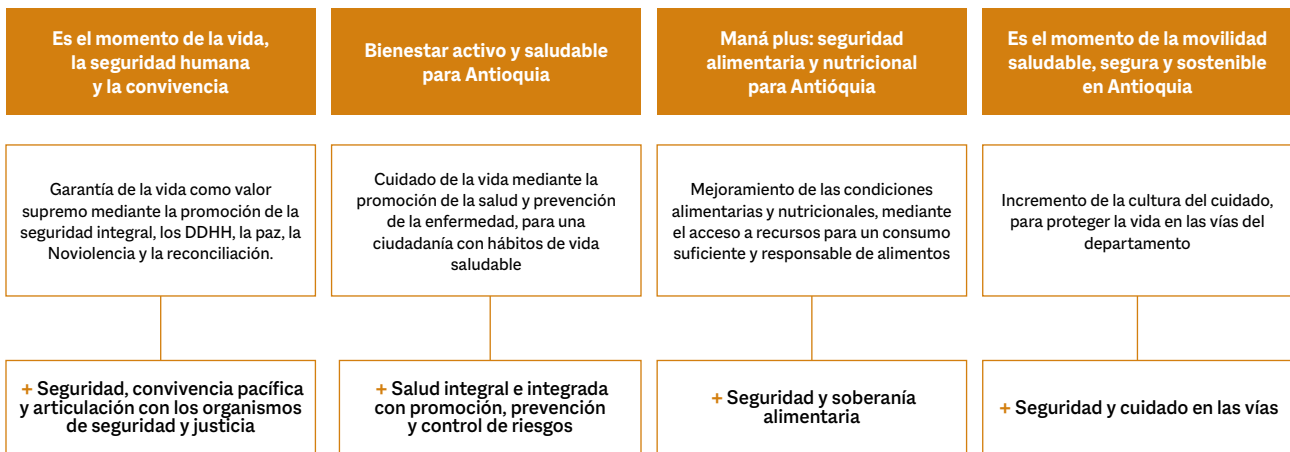 Es el momento de la vida,
la seguridad humana
y la convivencia
Bienestar activo y saludable
para Antioquia
Maná plus: seguridad
alimentaria y nutricional
para Antióquia
Es el momento de la movilidad
saludable, segura y sostenible
en Antioquia
Garantía de la vida como valor
supremo mediante la promoción de la
seguridad integral, los DDHH, la paz, la
Noviolencia y la reconciliación.
Cuidado de la vida mediante la
promoción de la salud y prevención
de la enfermedad, para una
ciudadanía con hábitos de vida
saludable
Mejoramiento de las condiciones
alimentarias y nutricionales, mediante
el acceso a recursos para un consumo
suficiente y responsable de alimentos
Incremento de la cultura del cuidado,
para proteger la vida en las vías del
departamento
+ Seguridad, convivencia pacífica
y articulación con los organismos
de seguridad y justicia
+ Salud integral e integrada
con promoción, prevención
y control de riesgos
+ Seguridad y soberanía
alimentaria
+ Seguridad y cuidado en las vías